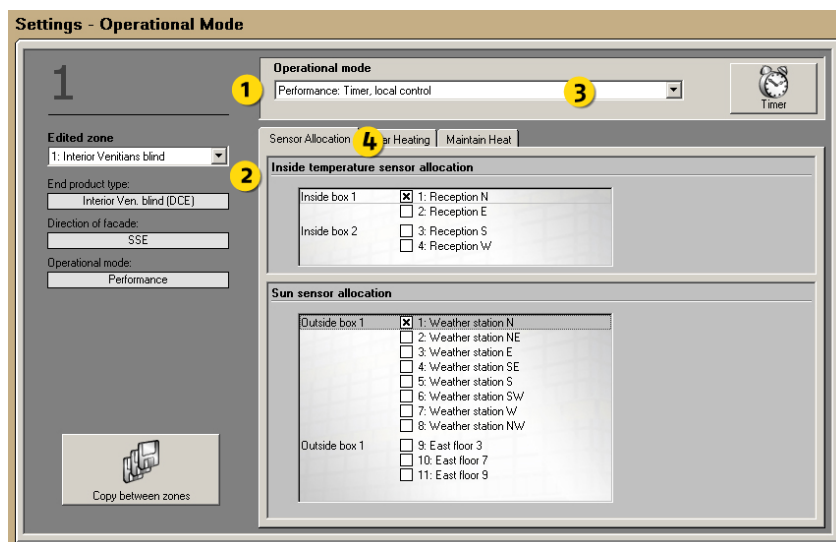 Settings - Operational Mode
1
Operational mode
1
Performance: Timer, local control
3
Timer
Edited zone
1: Interior Venitians blind
2
End product type:
Interior Ven. blind (DCE)
Direction of facade:
SSE
Operational mode:
Performance
Copy between zones
Sensor Allocation
4
ar Heating
Maintain Heat
Inside temperature sensor allocation
Inside box 1 1: Reception N
2: Reception E
Inside box 2 3: Reception S
4: Reception W
Sun sensor allocation
Outside box 1 1: Weather station N
2: Weather station NE
3: Weather station E
4: Weather station SE
5: Weather station S
6: Weather station SW
7: Weather station W
8: Weather station NW
Outside box 1 9: East floor 3
10: East floor 7
11: East floor 9